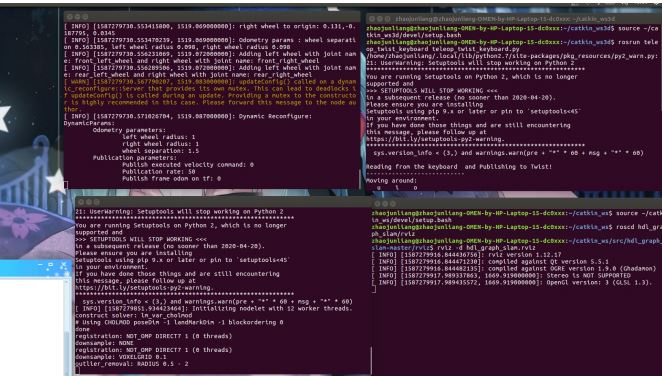 [ INFO] [1587279730.553415800, 1519.069000000]: right wheel to origin: 0.131,-0.
187795, 0.0345
[ INFO] [1587279730.553470239, 1519.069000000]: Odometry params : wheel separati
on 0.563385, left wheel radius 0.098, right wheel radius 0.098
[ INFO] [1587279730.556231069, 1519.072000000]: Adding left wheel with joint nam
e: front_left_wheel and right wheel with joint name: front_right_wheel
[ INFO] [1587279730.556289586, 1519.072000000]: Adding left wheel with joint nam
e: rear_left_wheel and right wheel with joint name: rear_right_wheel
[ WARN] [1587279730.567790207, 1519.083000000]: updateConfig() called on a dynam
ic_reconfigure::Server that provides its own mutex. This can lead to deadlocks i
f updateConfig() is called during an update. Providing a mutex to the constructo
r is highly recommended in this case. Please forward this message to the node au
thor.
[ INFO] [1587279730.571026704, 1519.087000000]: Dynamic Reconfigure:
DynamicParams:
Odometry parameters:
left wheel radius: 1
right wheel radius: 1
wheel separation: 1.5
Publication parameters:
Publish executed velocity command: 0
Publication rate: 50
Publish frame odom on tf: 0
zhaojunliang@zhaojunliang-OMEN-by-HP-Laptop-15-dc0xxx: ~/catkin_ws3d
zhaojunliang@zhaojunliang-OMEN-by-HP-Laptop-15-dc0xxx:~/catkin_ws3d$ source ~/ca
tkin_ws3d/devel/setup.bash
zhaojunliang@zhaojunliang-OMEN-by-HP-Laptop-15-dc0xxx:~/catkin_ws3d$ rosrun tele
op_twist_keyboard teleop_twist_keyboard.py
/home/zhaojunliang/.local/lib/python2.7/site-packages/pkg_resources/py2_warn.py:
21: UserWarning: Setuptools will stop working on Python 2
************************************************************
You are running Setuptools on Python 2, which is no longer
supported and
>>> SETUPTOOLS WILL STOP WORKING <<<
in a subsequent release (no sooner than 2020-04-20).
Please ensure you are installing
Setuptools using pip 9.x or later or pin to `setuptools<45`
in your environment.
If you have done those things and are still encountering
this message, please follow up at
https://bit.ly/setuptools-py2-warning.
************************************************************
sys.version_info < (3,) and warnings.warn(pre + "*" * 60 + msg + "*" * 60)
Reading from the keyboard and Publishing to Twist!
---------------------------
Moving around:
u i o
21: UserWarning: Setuptools will stop working on Python 2
************************************************************
You are running Setuptools on Python 2, which is no longer
supported and
>>> SETUPTOOLS WILL STOP WORKING <<<
in a subsequent release (no sooner than 2020-04-20).
Please ensure you are installing
Setuptools using pip 9.x or later or pin to `setuptools<45`
in your environment.
If you have done those things and are still encountering
this message, please follow up at
https://bit.ly/setuptools-py2-warning.
************************************************************
sys.version_info < (3,) and warnings.warn(pre + "*" * 60 + msg + "*" * 60)
[ INFO] [1587279851.934423464]: Initializing nodelet with 12 worker threads.
construct solver: lm_var_cholmod
# Using CHOLMOD poseDim -1 landMarkDim -1 blockordering 0
done
registration: NDT_OMP DIRECT7 1 (0 threads)
downsample: NONE
registration: NDT_OMP DIRECT7 1 (0 threads)
downsample: VOXELGRID 0.1
outlier_removal: RADIUS 0.5 - 2
zhaojunliang@zhaojunliang-OMEN-by-HP-Laptop-15-dc0xxx:~/catkin_ws$ source ~/catk
in_ws/devel/setup.bash
zhaojunliang@zhaojunliang-OMEN-by-HP-Laptop-15-dc0xxx:~/catkin_ws$ roscd hdl_gra
ph_slam/rviz
zhaojunliang@zhaojunliang-OMEN-by-HP-Laptop-15-dc0xxx:~/catkin_ws/src/hdl_graph_
slam-master/rviz$ rviz -d hdl_graph_slam.rviz
[ INFO] [1587279916.844436756]: rviz version 1.12.17
[ INFO] [1587279916.844471230]: compiled against Qt version 5.5.1
[ INFO] [1587279916.844482135]: compiled against OGRE version 1.9.0 (Ghadamon)
[ INFO] [1587279917.989337863, 1669.919000000]: Stereo is NOT SUPPORTED
[ INFO] [1587279917.989435572, 1669.919000000]: OpenGl version: 3 (GLSL 1.3).